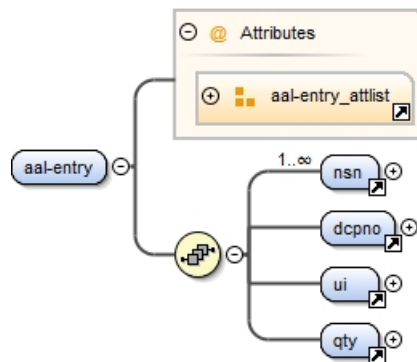 @ Attributes
aal-entry_attlist
aal-entry
1..∞
nsn
dcpno
ui
qty